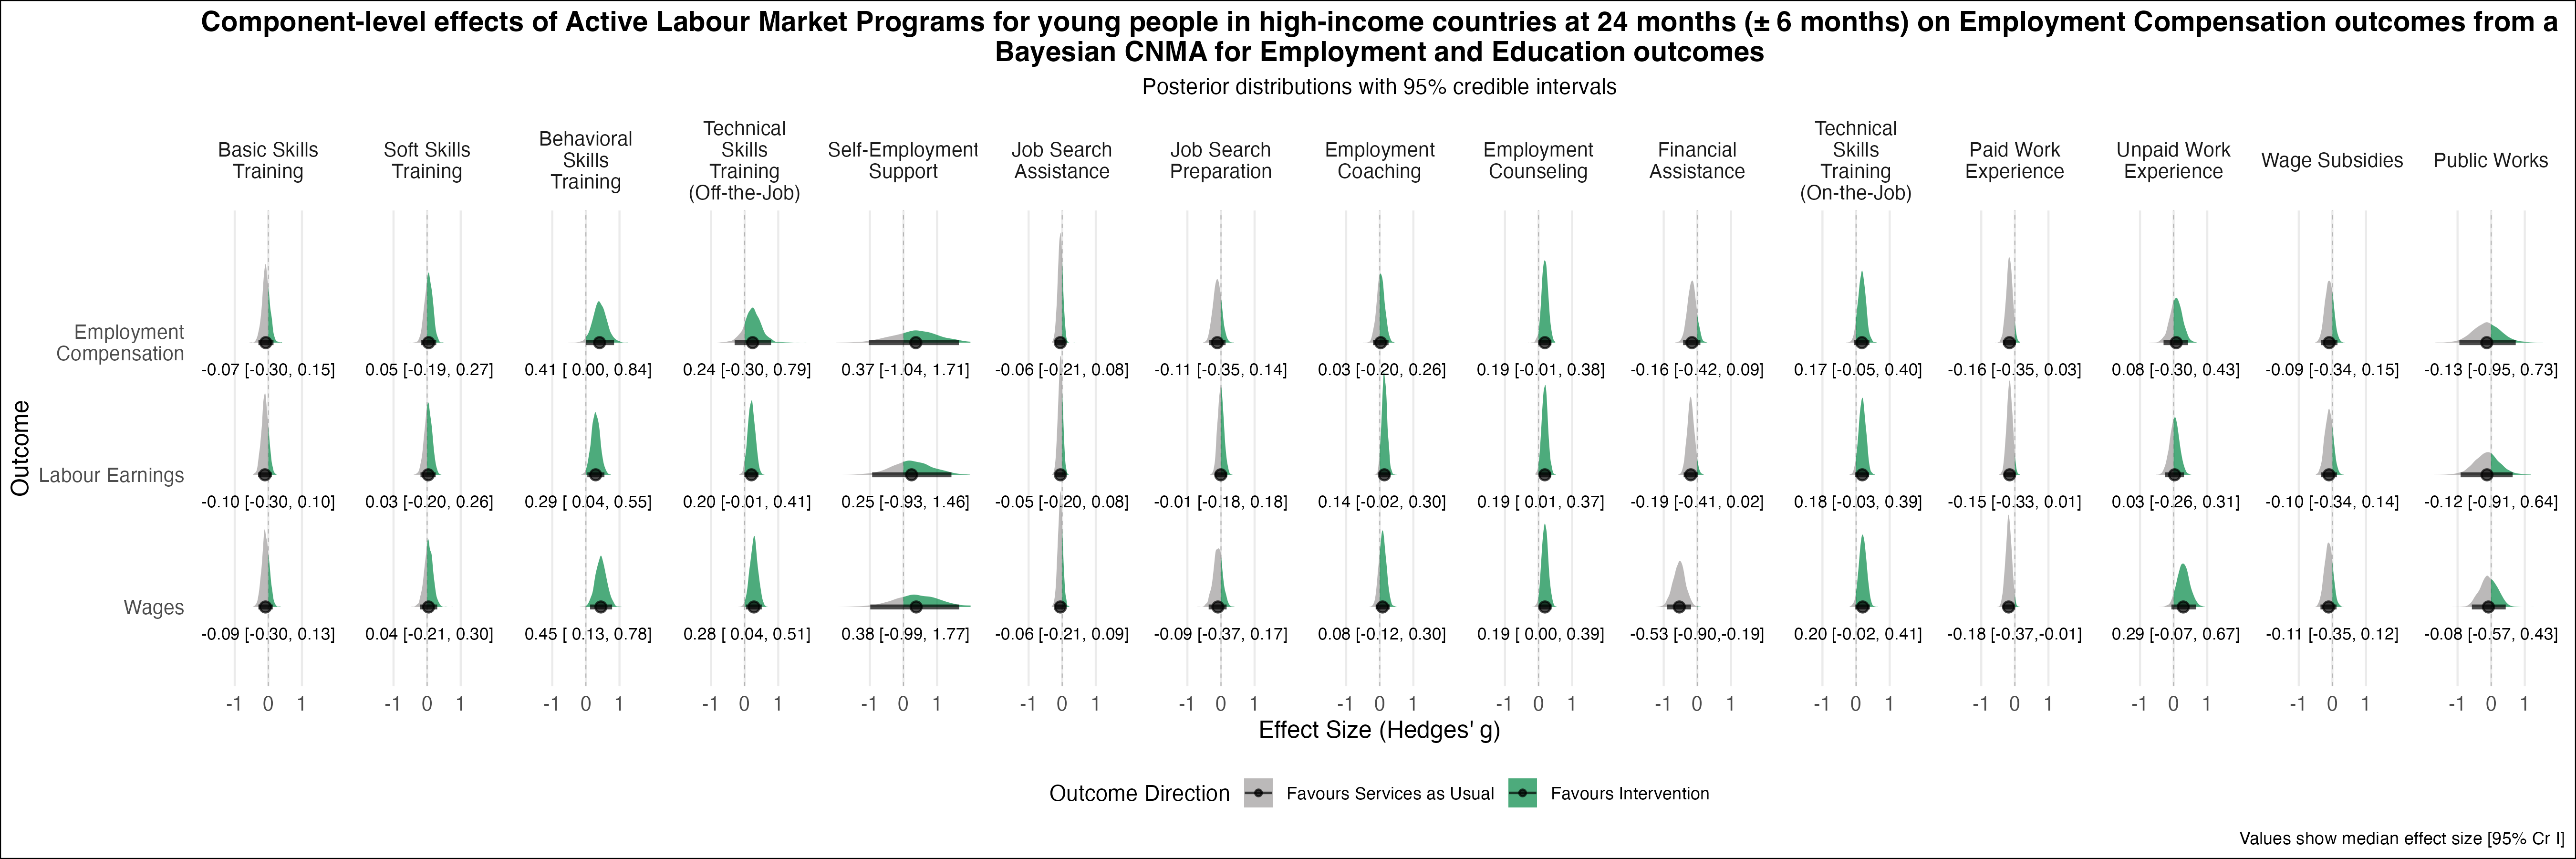 Component-level effects of Active Labour Market Programs for young people in high-income countries at 24 months (± 6 months) on Employment Compensation outcomes from a
Bayesian CNMA for Employment and Education outcomes
Posterior distributions with 95% credible intervals
Basic Skills
Training
Soft Skills
Training
Behavioral
Skills
Training
Technical
Skills
Training
(Off-the-Job)
Self-Employment
Support
Job Search
Assistance
Job Search
Preparation
Employment
Coaching
Employment
Counseling
Financial
Assistance
Technical
Skills
Training
(On-the-Job)
Paid Work
Experience
Unpaid Work
Experience
Wage Subsidies
Public Works
Outcome
Employment
Compensation
-0.07 [-0.30, 0.15] 0.05 [-0.19, 0.27] 0.41 [ 0.00, 0.84] 0.24 [-0.30, 0.79] 0.37 [-1.04, 1.71] -0.06 [-0.21, 0.08] -0.11 [-0.35, 0.14] 0.03 [-0.20, 0.26] 0.19 [-0.01, 0.38] -0.16 [-0.42, 0.09] 0.17 [-0.05, 0.40] -0.16 [-0.35, 0.03] 0.08 [-0.30, 0.43] -0.09 [-0.34, 0.15] -0.13 [-0.95, 0.73]
Labour Earnings
-0.10 [-0.30, 0.10] 0.03 [-0.20, 0.26] 0.29 [ 0.04, 0.55] 0.20 [-0.01, 0.41] 0.25 [-0.93, 1.46] -0.05 [-0.20, 0.08] -0.01 [-0.18, 0.18] 0.14 [-0.02, 0.30] 0.19 [ 0.01, 0.37] -0.19 [-0.41, 0.02] 0.18 [-0.03, 0.39] -0.15 [-0.33, 0.01] 0.03 [-0.26, 0.31] -0.10 [-0.34, 0.14] -0.12 [-0.91, 0.64]
Wages
-0.09 [-0.30, 0.13] 0.04 [-0.21, 0.30] 0.45 [ 0.13, 0.78] 0.28 [ 0.04, 0.51] 0.38 [-0.99, 1.77] -0.06 [-0.21, 0.09] -0.09 [-0.37, 0.17] 0.08 [-0.12, 0.30] 0.19 [ 0.00, 0.39] -0.53 [-0.90,-0.19] 0.20 [-0.02, 0.41] -0.18 [-0.37,-0.01] 0.29 [-0.07, 0.67] -0.11 [-0.35, 0.12] -0.08 [-0.57, 0.43]
-1 0 1 -1 0 1 -1 0 1 -1 0 1 -1 0 1 -1 0 1 -1 0 1 -1 0 1 -1 0 1 -1 0 1 -1 0 1 -1 0 1 -1 0 1 -1 0 1 -1 0 1
Effect Size (Hedges' g)
Outcome Direction Favours Services as Usual Favours Intervention
Values show median effect size [95% Cr I]